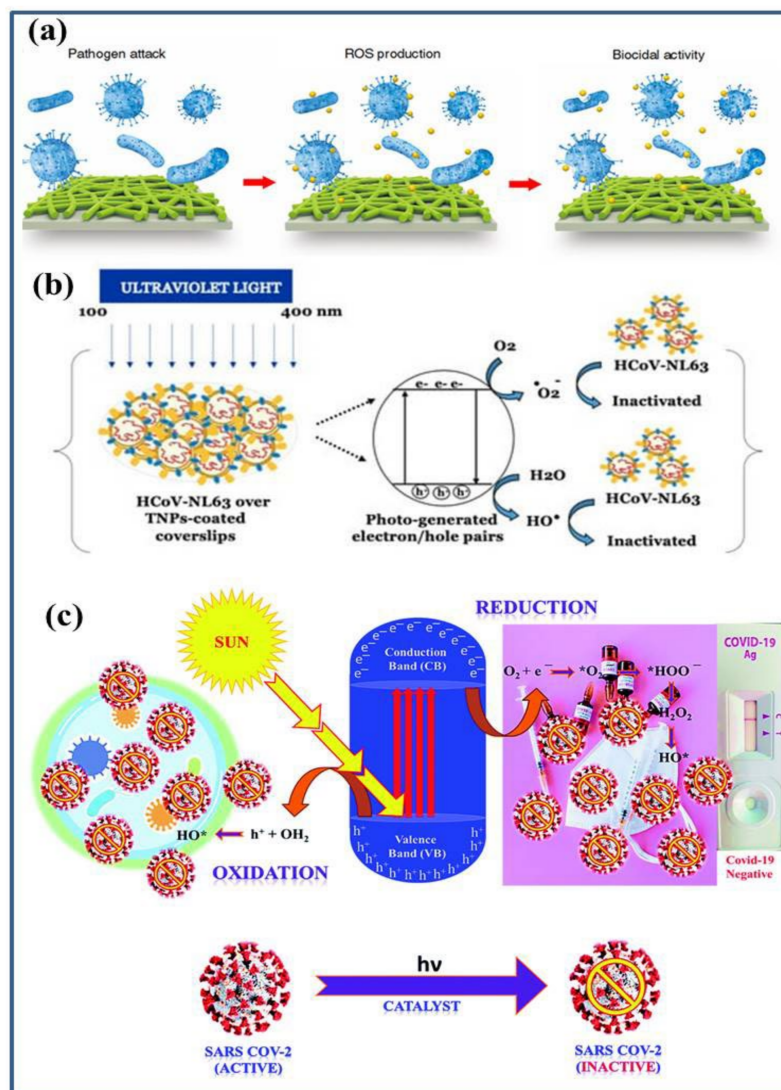 (a)
Pathogen attack
ROS production
Biocidal activity
(b)
ULTRAVIOLET LIGHT
100
400 nm
HCoV-NL63 over
TNPs-coated
coverslips
e- e- e-
h⁺ h⁺ h⁺
Photo-generated
electron/hole pairs
O2
•O2⁻
H2O
HO•
HCoV-NL63
Inactivated
HCoV-NL63
Inactivated
(c)
SUN
REDUCTION
e⁻ e⁻ e⁻ e⁻ e⁻ e⁻ e⁻ e⁻
Conduction
Band (CB)
Valence
Band (VB)
h⁺ h⁺ h⁺ h⁺ h⁺ h⁺ h⁺ h⁺
HO* h⁺ + OH₂
OXIDATION
O₂ + e⁻ *O₂ *HOO⁻
H₂O₂
HO*
COVID-19
Ag
Covid-19
Negative
hν
CATALYST
SARS COV-2
(ACTIVE)
SARS COV-2
(INACTIVE)